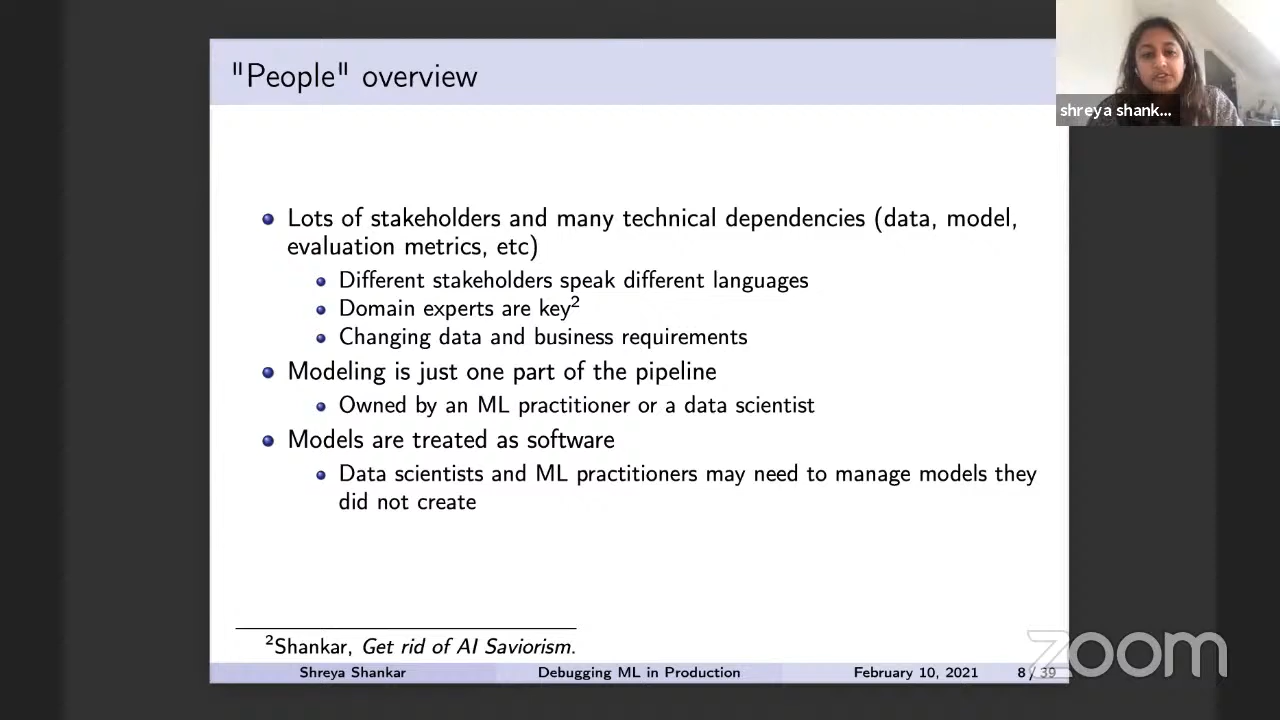 "People" overview
shreya shank...
Lots of stakeholders and many technical dependencies (data, model,
evaluation metrics, etc)
Different stakeholders speak different languages
Domain experts are key²
Changing data and business requirements
Modeling is just one part of the pipeline
Owned by an ML practitioner or a data scientist
Models are treated as software
Data scientists and ML practitioners may need to manage models they
did not create
²Shankar, Get rid of AI Saviorism.
Shreya Shankar Debugging ML in Production February 10, 2021 8 / 39
zoom